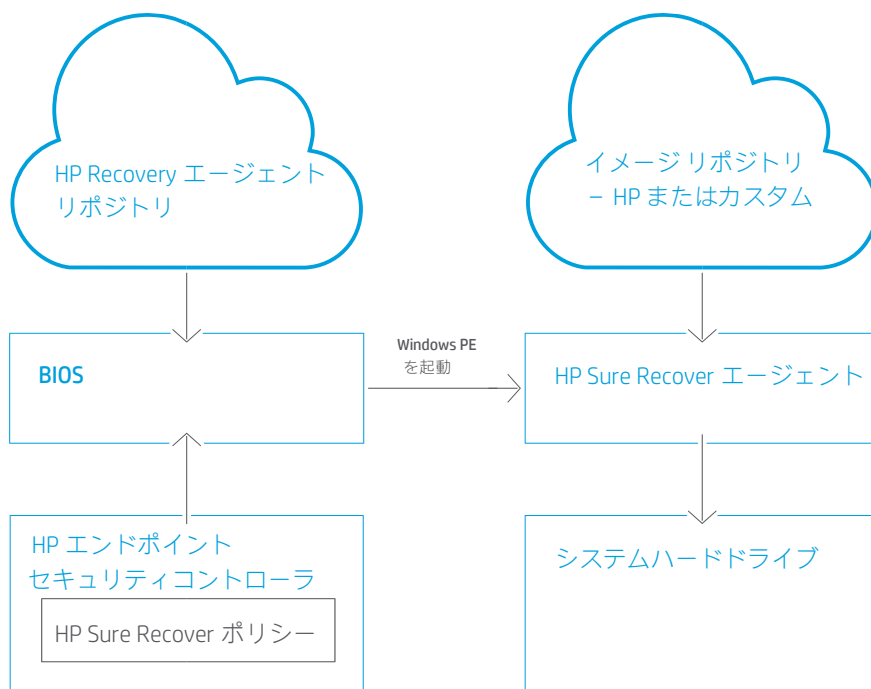 HP Recovery エージェント
リポジトリ
イメージ リポジトリ
– HP またはカスタム
BIOS
Windows PE
を起動
HP Sure Recover エージェント
HP エンドポイント
セキュリティコントローラ
HP Sure Recover ポリシー
システムハードドライブ